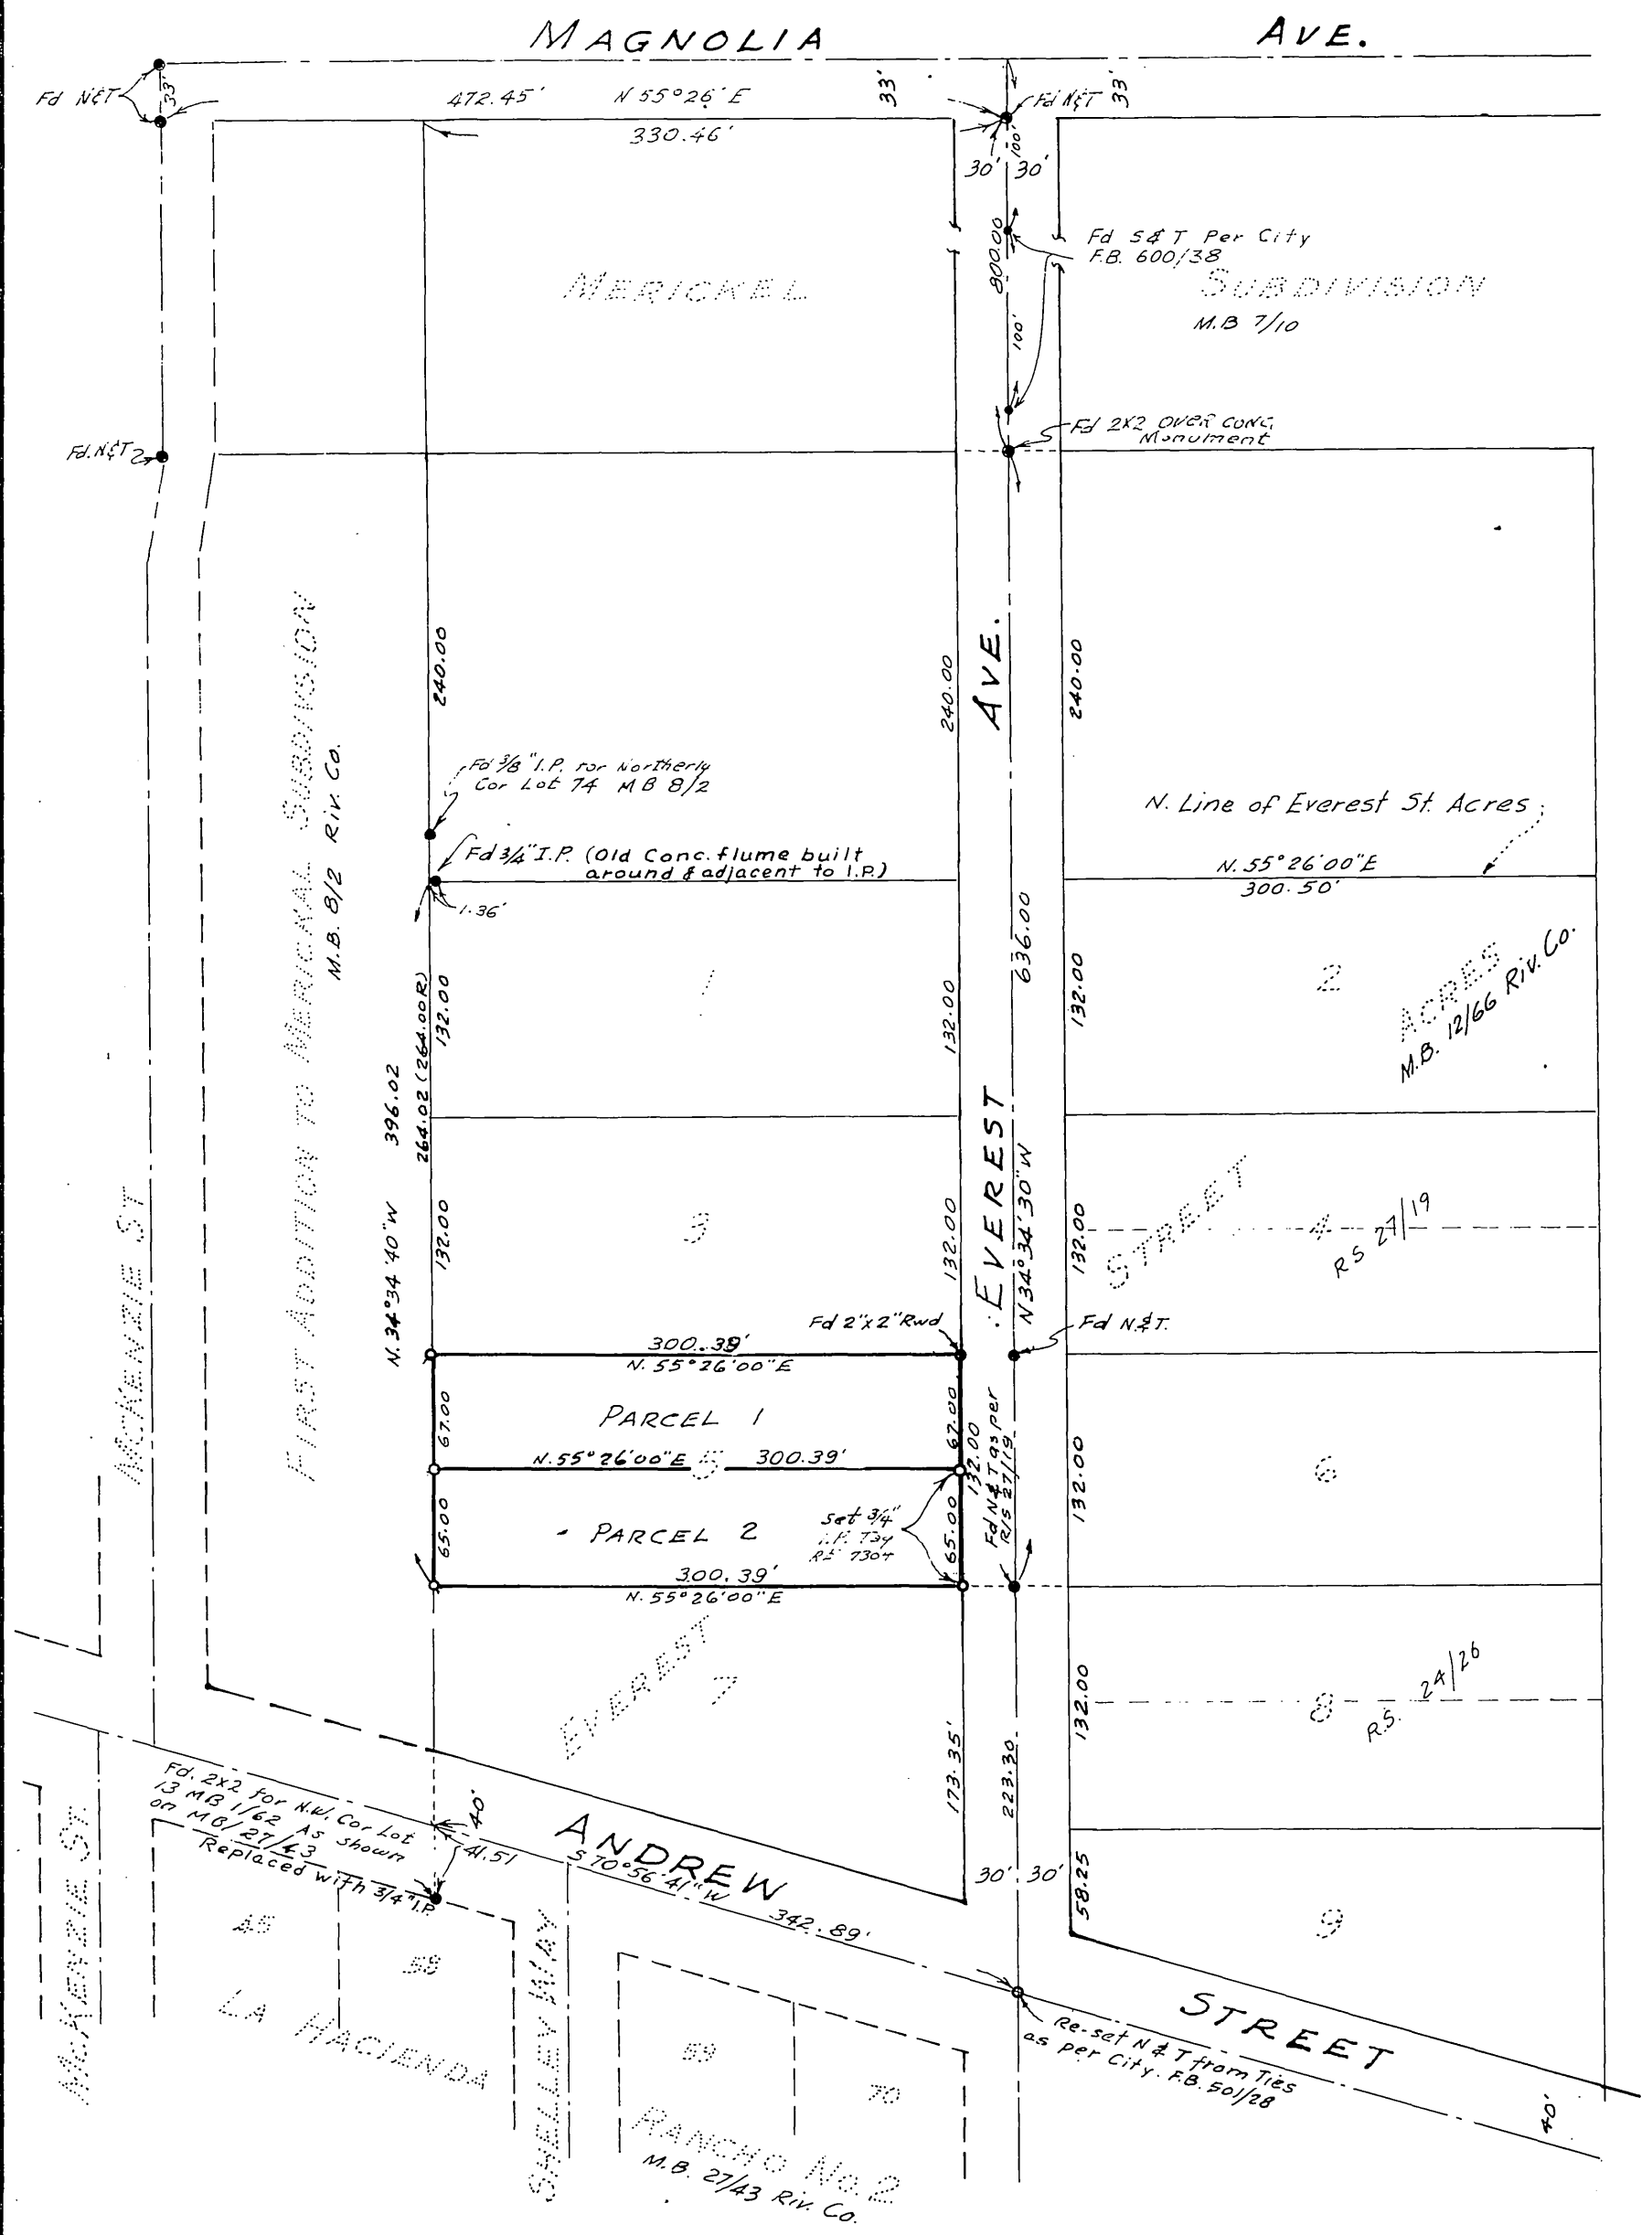 MAGNOLIA AVE.
Fd N&T
33'
472.45' N 55°26' E
33'
Fd N&T
33'
330.46'
100'
30' 30'
800.00
Fd S&T Per City
F.B. 600/38
MERICKEL SUBDIVISION
M.B 7/10
100'
Fd 2X2 OVER CONC.
Monument
Fd. N&T
FIRST ADDITION TO MERICKAL SUBDIVISION
M.B. 8/2 Riv. Co.
240.00
240.00
240.00
Fd 3/8" I.P. for Northerly
Cor Lot 74 M B 8/2
Fd 3/4" I.P. (Old Conc. flume built
around & adjacent to I.P.)
1.36'
N. Line of Everest St. Acres
N. 55°26'00"E
300.50'
EVEREST AVE.
636.00
N34°34'30"W
1
132.00
132.00
132.00
2
ACRES
M.B. 12/66 Riv. Co.
264.02 (264.00R)
396.02
N. 34°34'40"W
132.00
3
132.00
132.00
STREET
4
RS 27/19
Fd 2"x2" Rwd
Fd N&T.
300.39'
N. 55°26'00"E
67.00
PARCEL 1
67.00
N. 55°26'00"E 5 300.39'
132.00
Fd N&T as per
R/S 27/19
132.00
6
65.00
PARCEL 2
Set 3/4"
65.00
300.39'
N. 55°26'00"E
EVEREST
7
173.35'
223.30
132.00
8
R.S. 24/26
McKENZIE ST
Fd. 2X2 for N.W. Cor Lot
13 MB 1/62 As shown
on MB/27/43
Replaced with 3/4" I.P.
40'
41.51
ANDREW STREET
S 70°56'41" W
342.89'
30' 30'
58.25
9
McKENZIE ST.
45
58
LA HACIENDA
SHELLEY WAY
59
70
RANCHO No. 2
M.B. 27/43 Riv. Co.
Re-set N & T from Ties
as per City. F.B. 501/28
40'